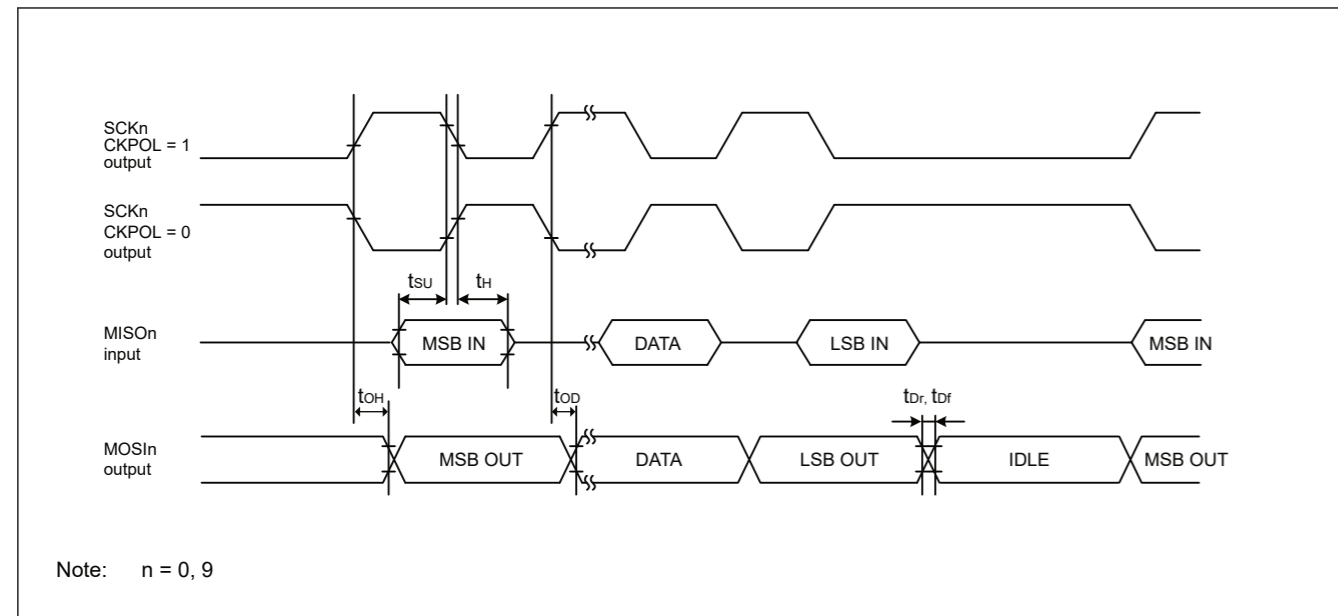 SCKn
CKPOL = 1
output
SCKn
CKPOL = 0
output
tSU
tH
MISOn
input
MSB IN
DATA
LSB IN
MSB IN
tOH
tOD
tDr, tDf
MOSIn
output
MSB OUT
DATA
LSB OUT
IDLE
MSB OUT
Note: n = 0, 9